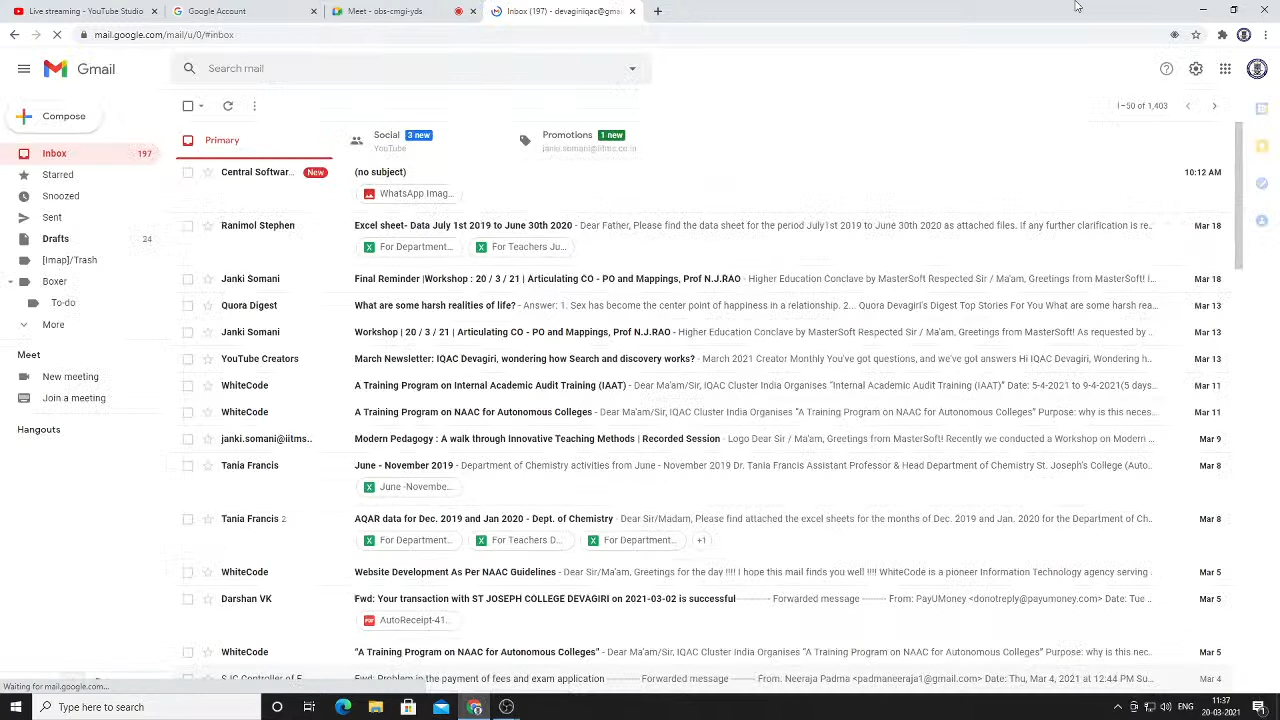 Live streaming - YouTube Studio
Google Account
Meet - obs-cmgi-yds
Inbox (197) - devaririqac@gma
mail.google.com/mail/u/0/#inbox
Gmail
Search mail
Compose
1–50 of 1,403
Primary
Social 3 new
YouTube
Promotions 1 new
janki.somani@iitms.co.in
Inbox 197
Starred
Snoozed
Sent
Drafts 24
[Imap]/Trash
Boxer
To-do
More
Meet
New meeting
Join a meeting
Hangouts
Central Softwar... New (no subject) 10:12 AM
WhatsApp Imag...
Ranimol Stephen Excel sheet- Data July 1st 2019 to June 30th 2020 - Dear Father, Please find the data sheet for the period July1st 2019 to June 30th 2020 as attached files. If any further clarification is re... Mar 18
For Department... For Teachers Ju...
Janki Somani Final Reminder |Workshop : 20 / 3 / 21 | Articulating CO - PO and Mappings, Prof N.J.RAO - Higher Education Conclave by MasterSoft Respected Sir / Ma'am, Greetings from MasterSoft! I... Mar 18
Quora Digest What are some harsh realities of life? - Answer: 1. Sex has become the center point of happiness in a relationship. 2... Quora Devagiri's Digest Top Stories For You What are some harsh rea... Mar 13
Janki Somani Workshop | 20 / 3 / 21 | Articulating CO - PO and Mappings, Prof N.J.RAO - Higher Education Conclave by MasterSoft Respected Sir / Ma'am, Greetings from MasterSoft! As requested by ... Mar 13
YouTube Creators March Newsletter: IQAC Devagiri, wondering how Search and discovery works? - March 2021 Creator Monthly You've got questions, and we've got answers Hi IQAC Devagiri, Wondering h... Mar 13
WhiteCode A Training Program on Internal Academic Audit Training (IAAT) - Dear Ma'am/Sir, IQAC Cluster India Organises "Internal Academic Audit Training (IAAT)" Date: 5-4-2021 to 9-4-2021(5 days... Mar 11
WhiteCode A Training Program on NAAC for Autonomous Colleges - Dear Ma'am/Sir, IQAC Cluster India Organises "A Training Program on NAAC for Autonomous Colleges" Purpose: why is this neces... Mar 11
janki.somani@iitms.. Modern Pedagogy : A walk through Innovative Teaching Methods | Recorded Session - Logo Dear Sir / Ma'am, Greetings from MasterSoft! Recently we conducted a Workshop on Modern ... Mar 9
Tania Francis June - November 2019 - Department of Chemistry activities from June - November 2019 Dr. Tania Francis Assistant Professor & Head Department of Chemistry St. Joseph's College (Auto... Mar 8
June -Novembe...
Tania Francis 2 AQAR data for Dec. 2019 and Jan 2020 - Dept. of Chemistry - Dear Sir/Madam, Please find attached the excel sheets for the months of Dec. 2019 and Jan. 2020 for the Department of Ch... Mar 8
For Department... For Teachers D... For Department... +1
WhiteCode Website Development As Per NAAC Guidelines - Dear Sir/Ma'am, Greetings for the day !!!! I hope this mail finds you well !!!! WhiteCode is a pioneer Information Technology agency serving ... Mar 5
Darshan VK Fwd: Your transaction with ST JOSEPH COLLEGE DEVAGIRI on 2021-03-02 is successful ---------- Forwarded message --------- From: PayUMoney <donotreply@payumoney.com> Date: Tue ... Mar 5
AutoReceipt-41...
WhiteCode "A Training Program on NAAC for Autonomous Colleges" - Dear Ma'am/Sir, IQAC Cluster India Organises "A Training Program on NAAC for Autonomous Colleges" Purpose: why is this nec... Mar 5
SJC Controller of E... Fwd: Problem in the payment of fees and exam application ---------- Forwarded message --------- From: Neeraja Padma <padmaneeraja1@gmail.com> Date: Thu, Mar 4, 2021 at 12:44 PM Su... Mar 4
Waiting for mail.google.com...
Type here to search
ENG
11:37
20-03-2021